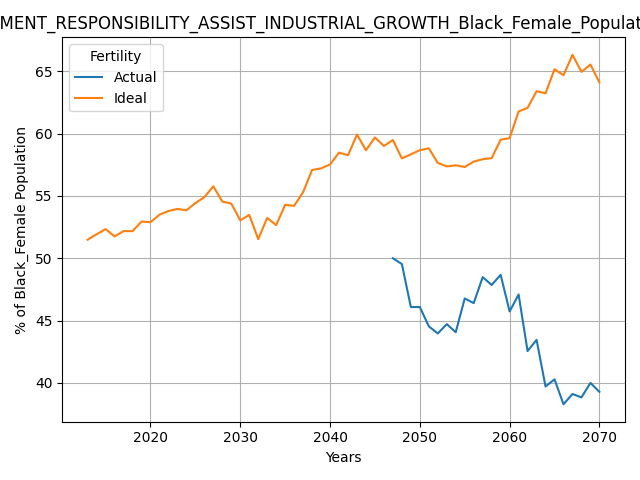 MENT_RESPONSIBILITY_ASSIST_INDUSTRIAL_GROWTH_Black_Female_Populat
Fertility
Actual
Ideal
65
60
55
50
45
40
% of Black_Female Population
2020 2030 2040 2050 2060 2070
Years